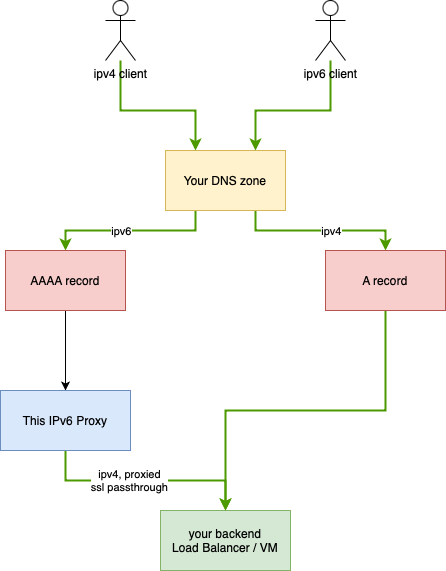 ipv4 client
ipv6 client
Your DNS zone
ipv6
ipv4
AAAA record
A record
This IPv6 Proxy
ipv4, proxied
ssl passthrough
your backend
Load Balancer / VM